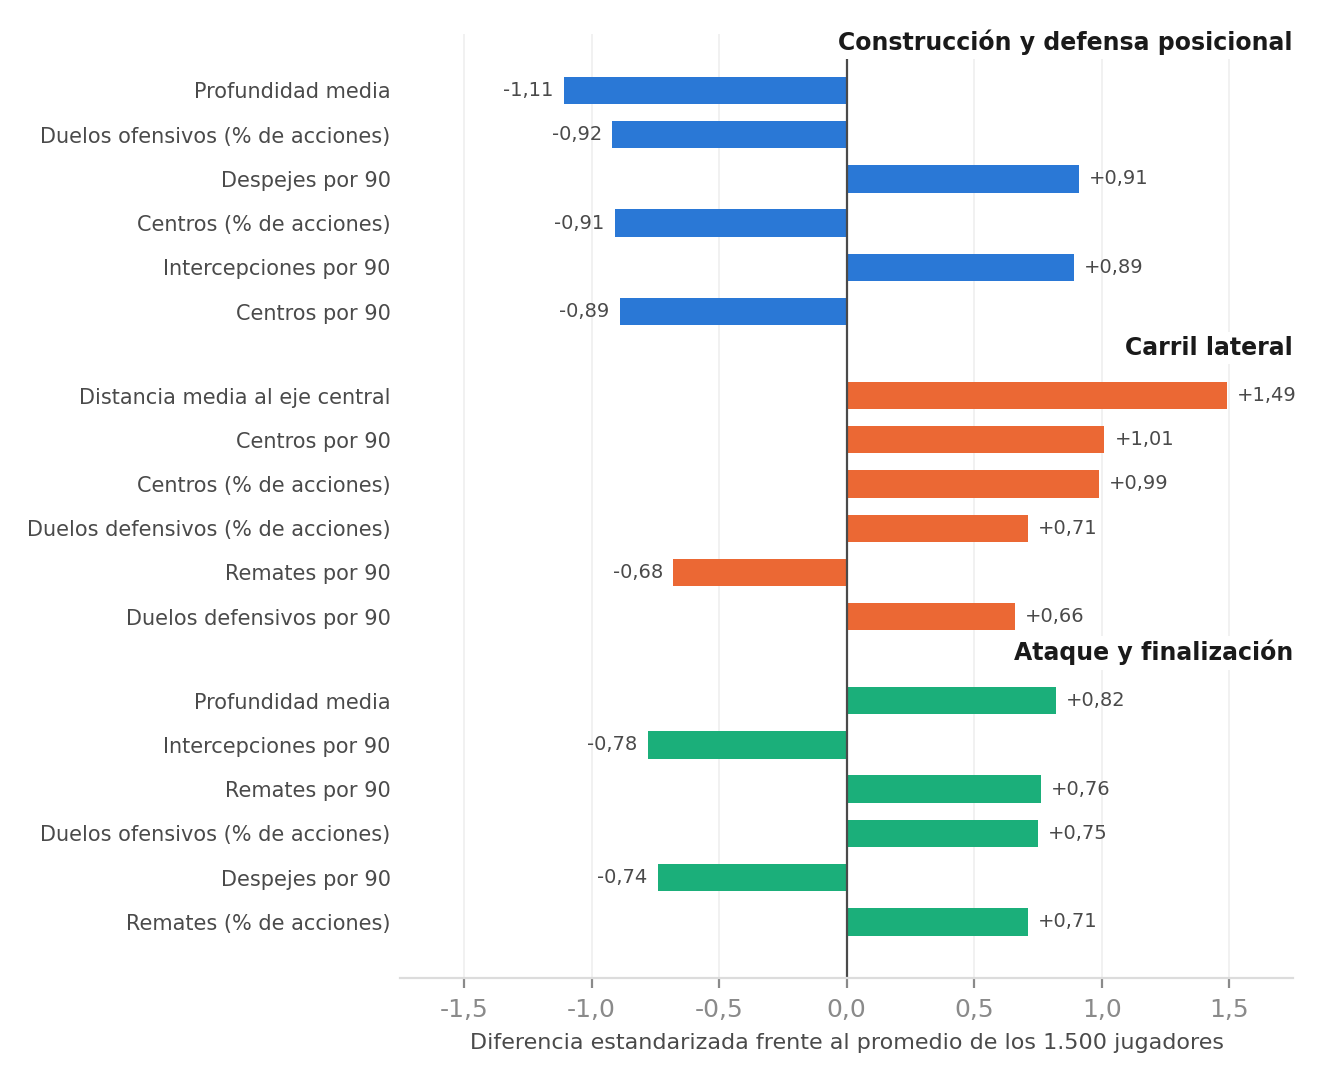 Construcción y defensa posicional
Profundidad media -1,11
Duelos ofensivos (% de acciones) -0,92
Despejes por 90 +0,91
Centros (% de acciones) -0,91
Intercepciones por 90 +0,89
Centros por 90 -0,89
Carril lateral
Distancia media al eje central +1,49
Centros por 90 +1,01
Centros (% de acciones) +0,99
Duelos defensivos (% de acciones) +0,71
Remates por 90 -0,68
Duelos defensivos por 90 +0,66
Ataque y finalización
Profundidad media +0,82
Intercepciones por 90 -0,78
Remates por 90 +0,76
Duelos ofensivos (% de acciones) +0,75
Despejes por 90 -0,74
Remates (% de acciones) +0,71
-1,5 -1,0 -0,5 0,0 0,5 1,0 1,5
Diferencia estandarizada frente al promedio de los 1.500 jugadores